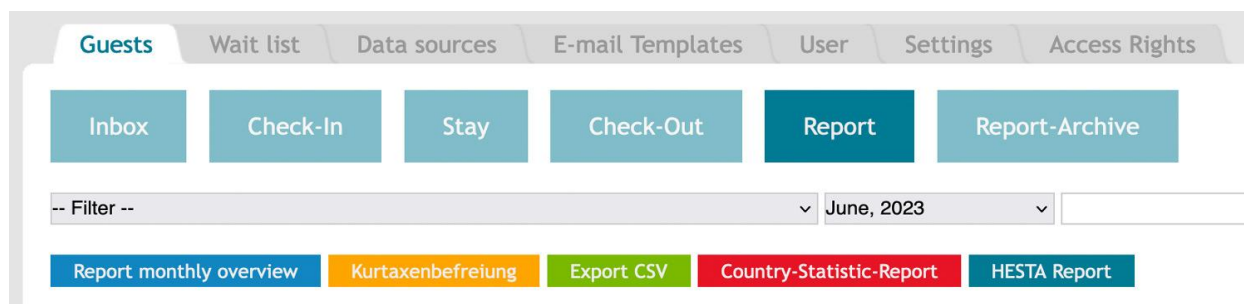 Guests Wait list Data sources E-mail Templates User Settings Access Rights
Inbox Check-In Stay Check-Out Report Report-Archive
-- Filter -- June, 2023
Report monthly overview Kurtaxenbefreiung Export CSV Country-Statistic-Report HESTA Report